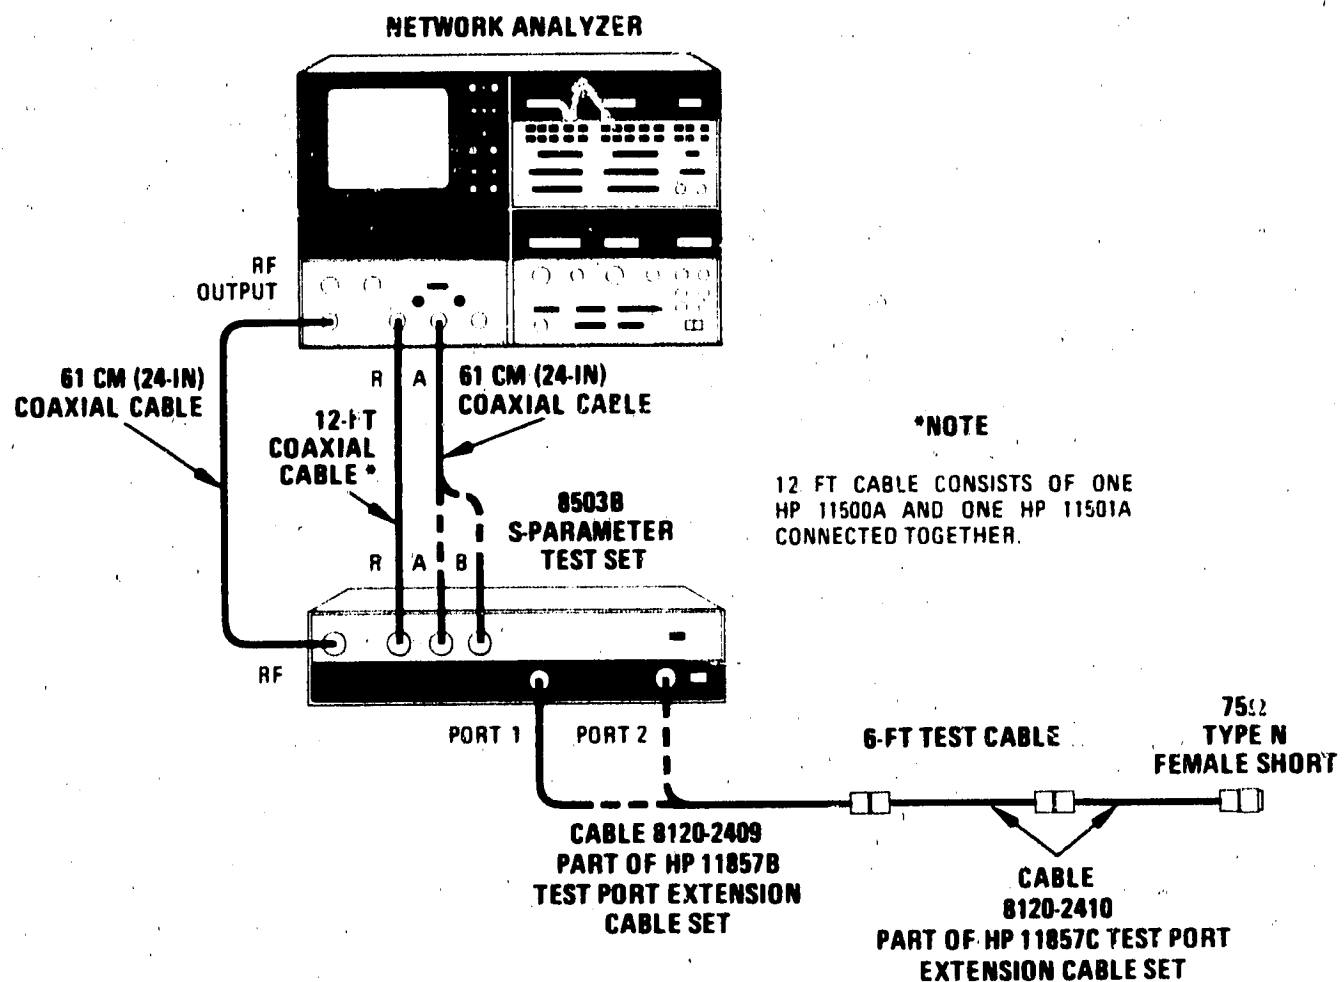 NETWORK ANALYZER
RF
OUTPUT
61 CM (24-IN)
COAXIAL CABLE
R
A
61 CM (24-IN)
COAXIAL CABLE
12-FT
COAXIAL
CABLE*
*NOTE
12 FT CABLE CONSISTS OF ONE
HP 11500A AND ONE HP 11501A
CONNECTED TOGETHER.
8503B
S-PARAMETER
TEST SET
R
A
B
RF
PORT 1
PORT 2
6-FT TEST CABLE
75Ω
TYPE N
FEMALE SHORT
CABLE 8120-2409
PART OF HP 11857B
TEST PORT EXTENSION
CABLE SET
CABLE
8120-2410
PART OF HP 11857C TEST PORT
EXTENSION CABLE SET